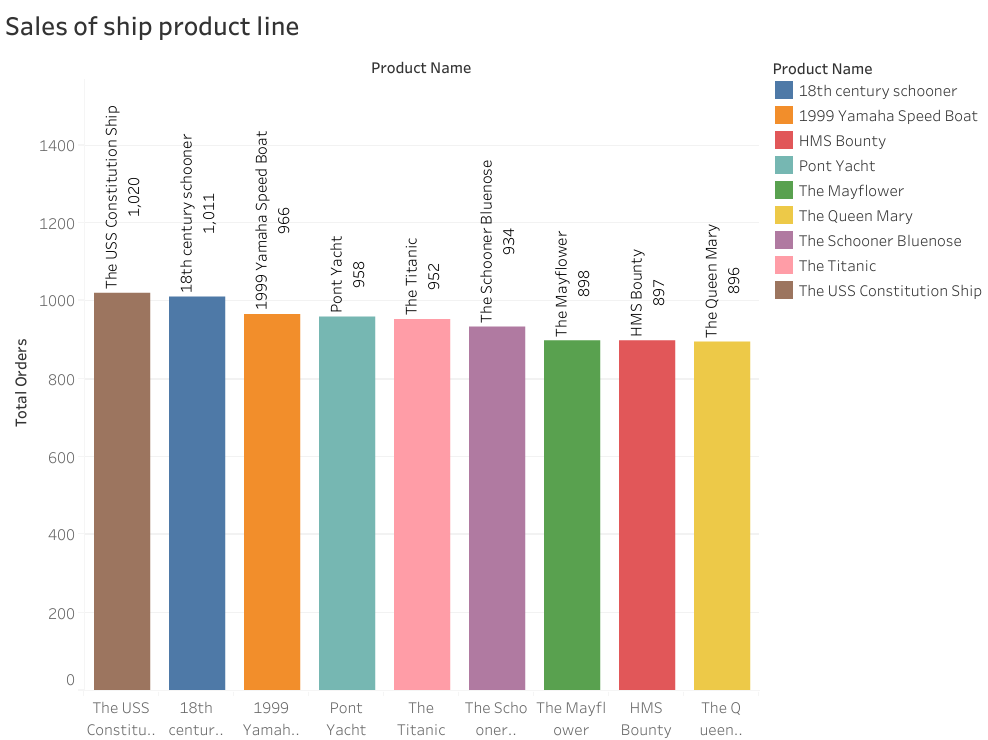 Sales of ship product line
Product Name
The USS Constitution Ship
1,020
18th century schooner
1,011
1999 Yamaha Speed Boat
966
Pont Yacht
958
The Titanic
952
The Schooner Bluenose
934
The Mayflower
898
HMS Bounty
897
The Queen Mary
896
Total Orders
1400
1200
1000
800
600
400
200
0
The USS
Constitu..
18th
centur..
1999
Yamah..
Pont
Yacht
The
Titanic
The Scho
oner..
The Mayfl
ower
HMS
Bounty
The Q
ueen..
Product Name
18th century schooner
1999 Yamaha Speed Boat
HMS Bounty
Pont Yacht
The Mayflower
The Queen Mary
The Schooner Bluenose
The Titanic
The USS Constitution Ship